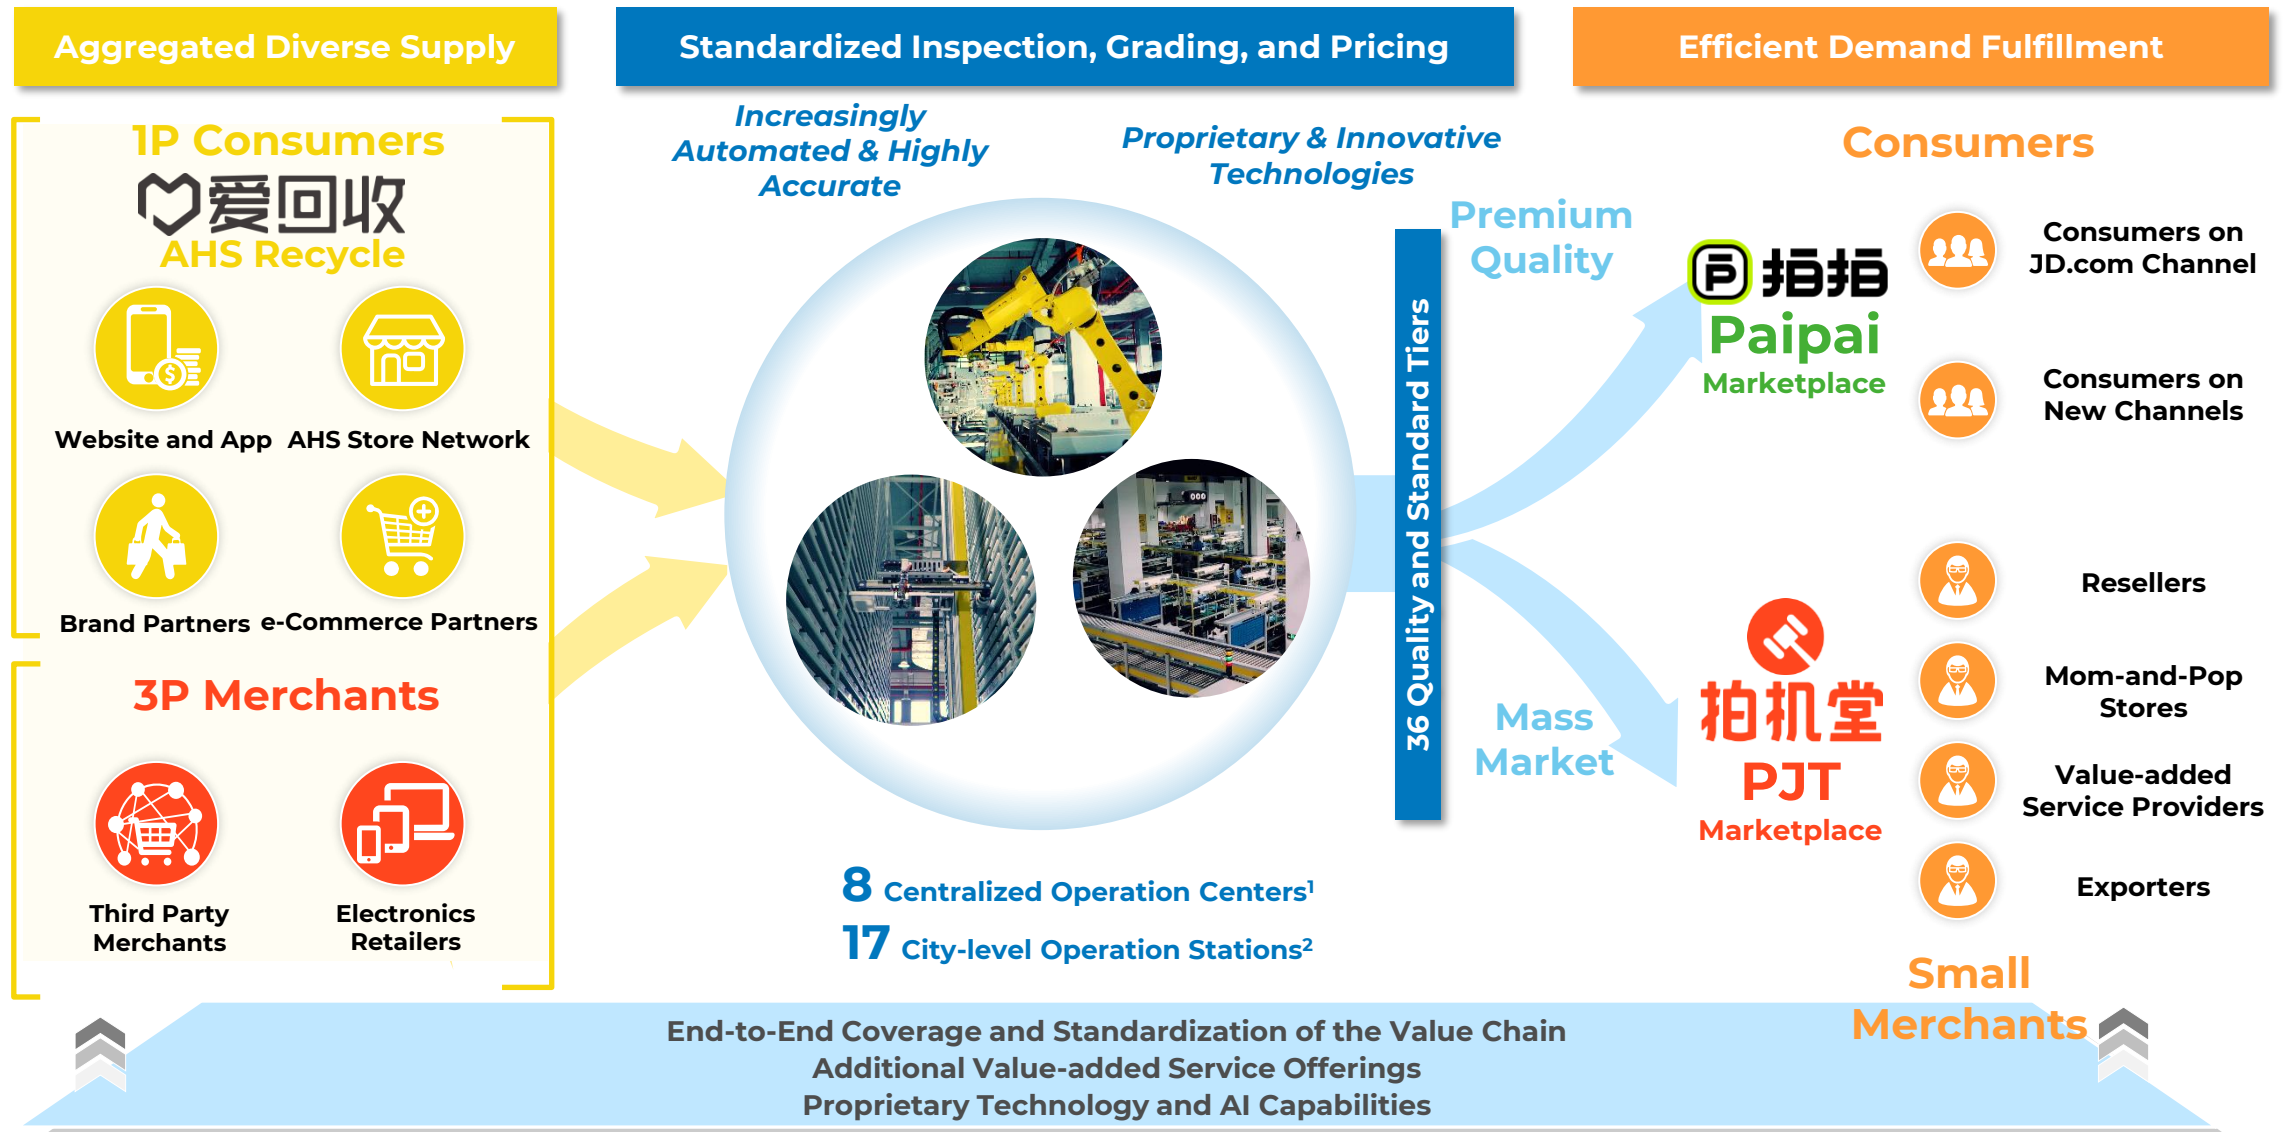 Aggregated Diverse Supply
1P Consumers
爱回收
AHS Recycle
Website and App
AHS Store Network
Brand Partners
e-Commerce Partners
3P Merchants
Third Party
Merchants
Electronics
Retailers
Standardized Inspection, Grading, and Pricing
Increasingly
Automated & Highly
Accurate
Proprietary & Innovative
Technologies
36 Quality and Standard Tiers
8 Centralized Operation Centers¹
17 City-level Operation Stations²
Premium
Quality
Mass
Market
Efficient Demand Fulfillment
Consumers
拍拍
Paipai
Marketplace
Consumers on
JD.com Channel
Consumers on
New Channels
拍机堂
PJT
Marketplace
Resellers
Mom-and-Pop
Stores
Value-added
Service Providers
Exporters
Small
Merchants
End-to-End Coverage and Standardization of the Value Chain
Additional Value-added Service Offerings
Proprietary Technology and AI Capabilities